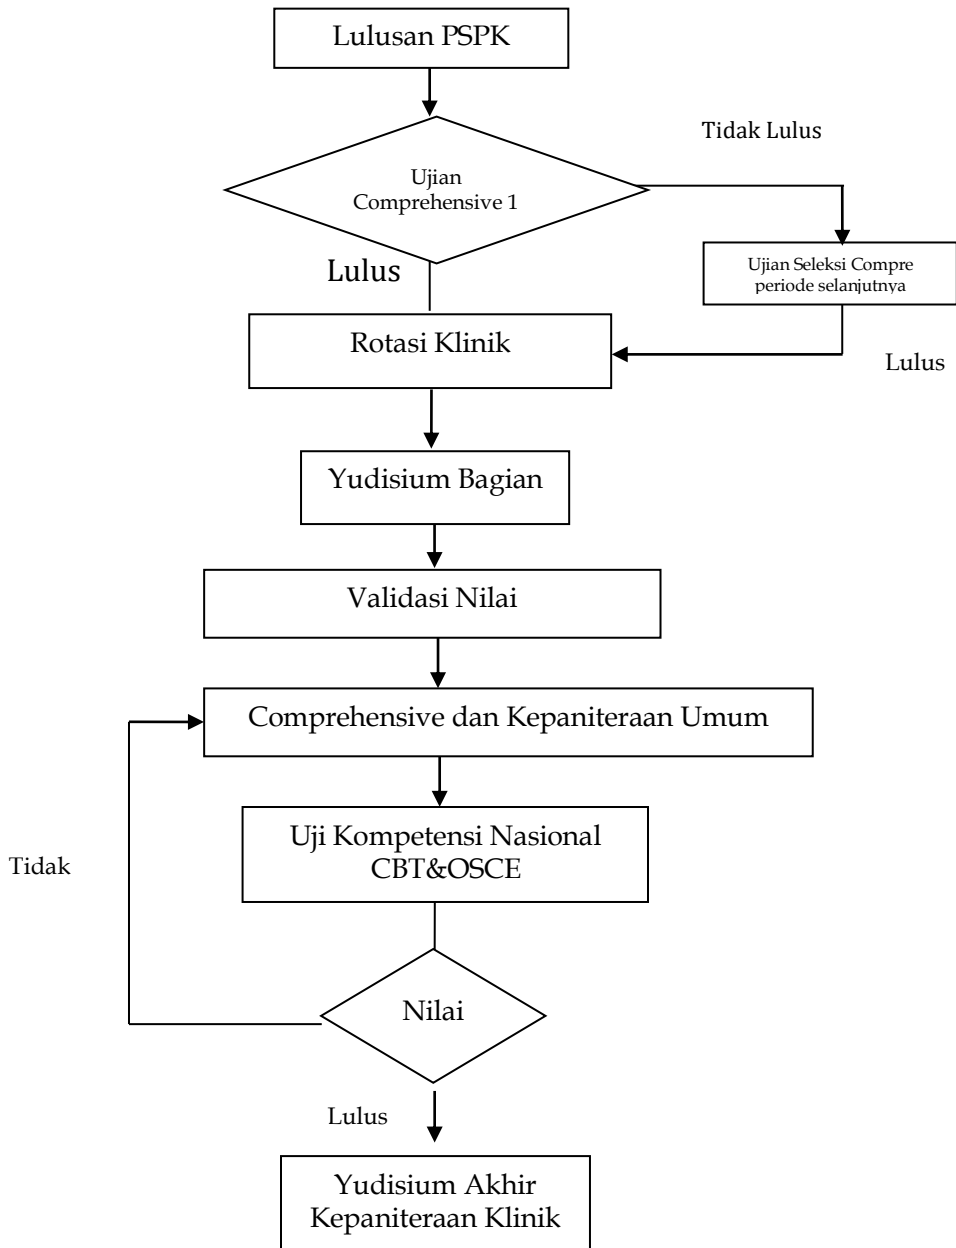 Lulusan PSPK
Tidak Lulus
Ujian
Comprehensive 1
Ujian Seleksi Compre
periode selanjutnya
Lulus
Rotasi Klinik
Lulus
Yudisium Bagian
Validasi Nilai
Comprehensive dan Kepaniteraan Umum
Uji Kompetensi Nasional
CBT&OSCE
Tidak
Nilai
Lulus
Yudisium Akhir
Kepaniteraan Klinik